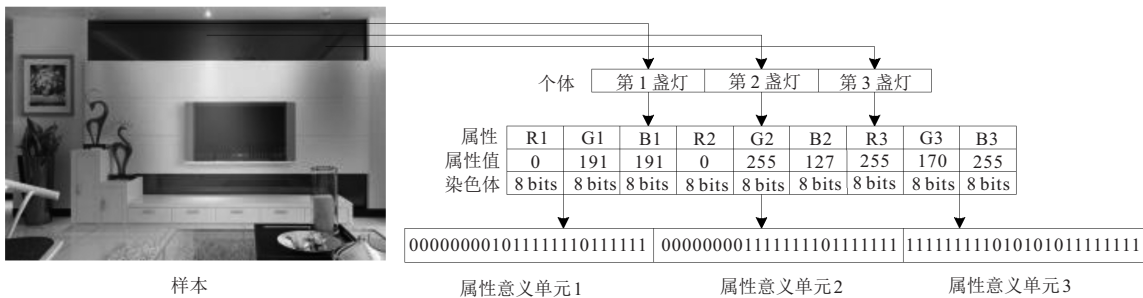 个体 第1盏灯 第2盏灯 第3盏灯
属性 R1 G1 B1 R2 G2 B2 R3 G3 B3
属性值 0 191 191 0 255 127 255 170 255
染色体 8 bits 8 bits 8 bits 8 bits 8 bits 8 bits 8 bits 8 bits 8 bits
000000001011111110111111 000000001111111101111111 111111111010101011111111
样本 属性意义单元1 属性意义单元2 属性意义单元3